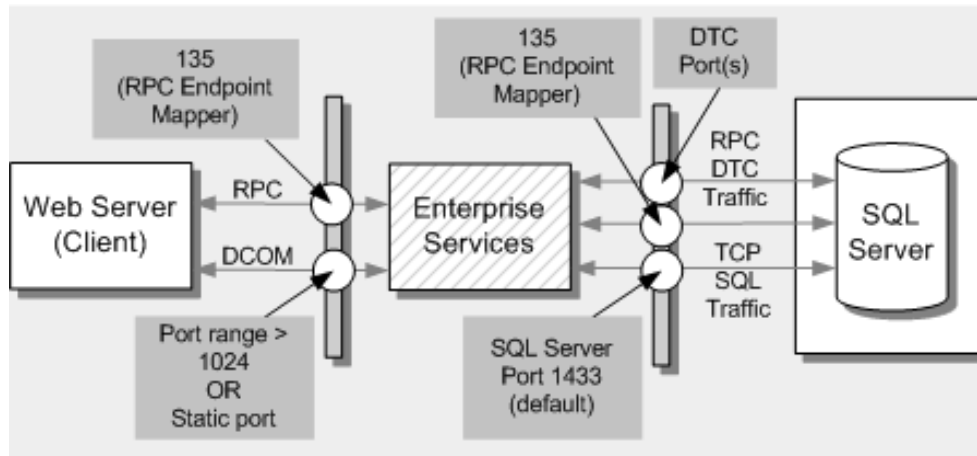 135
(RPC Endpoint
Mapper)
135
(RPC Endpoint
Mapper)
DTC
Port(s)
Web Server
(Client)
RPC
DCOM
Enterprise
Services
RPC
DTC
Traffic
TCP
SQL
Traffic
SQL
Server
Port range >
1024
OR
Static port
SQL Server
Port 1433
(default)